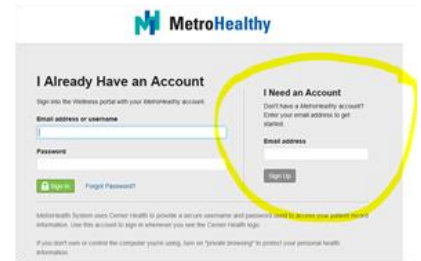 MetroHealthy
I Already Have an Account
Sign into the Wellness portal with your MetroHealthy account.
Email address or username
Password
Sign In
Forgot Password?
I Need an Account
Don't have a MetroHealthy account?
Enter your email address to get
started.
Email address
Sign Up
MetroHealth System uses Cerner Health to provide a secure username and password used to access your patient record
information. Use this account to sign in whenever you see the Cerner Health logo.
If you don't own or control the computer you're using, turn on "private browsing" to protect your personal health
information.